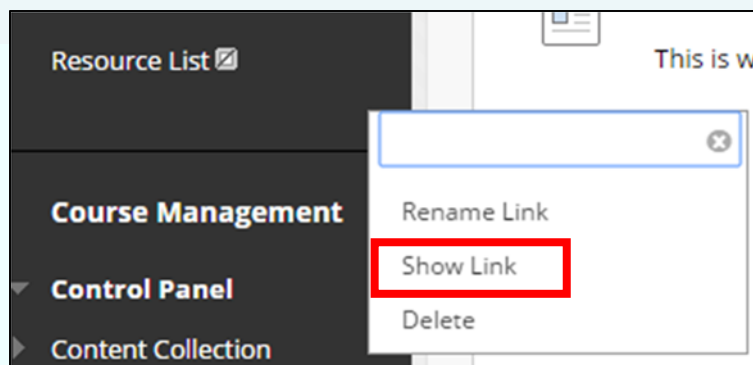 Resource List
This is w
Course Management
Rename Link
Show Link
Control Panel
Delete
Content Collection